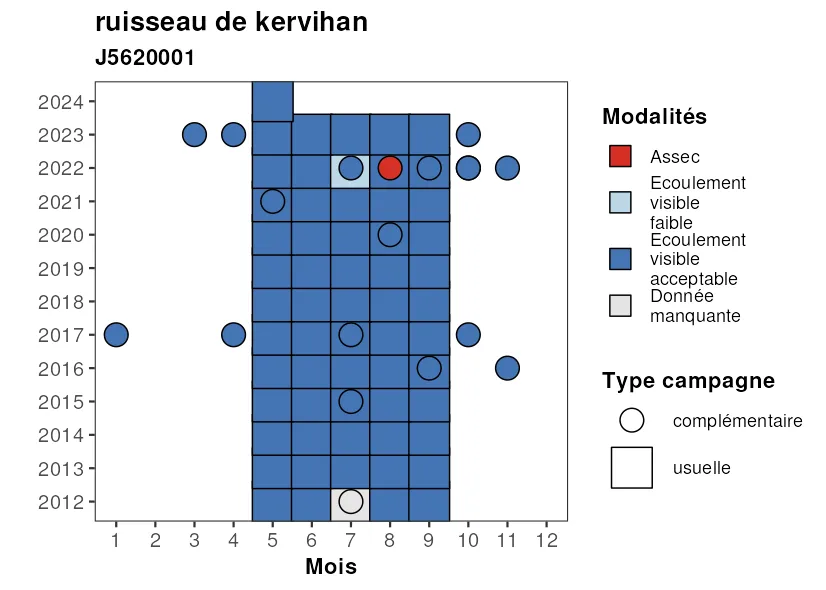 ruisseau de kervihan
J5620001
2024
2023
2022
2021
2020
2019
2018
2017
2016
2015
2014
2013
2012
1 2 3 4 5 6 7 8 9 10 11 12
Mois
Modalités
Assec
Ecoulement
visible
faible
Ecoulement
visible
acceptable
Donnée
manquante
Type campagne
complémentaire
usuelle